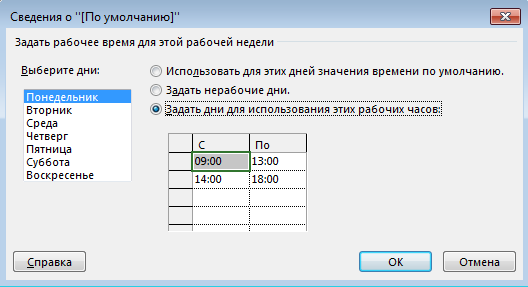 Сведения о "[По умолчанию]"
Задать рабочее время для этой рабочей недели
Выберите дни:
Понедельник
Вторник
Среда
Четверг
Пятница
Суббота
Воскресенье
Использовать для этих дней значения времени по умолчанию.
Задать нерабочие дни.
Задать дни для использования этих рабочих часов:
С По
09:00 13:00
14:00 18:00
Справка ОК Отмена